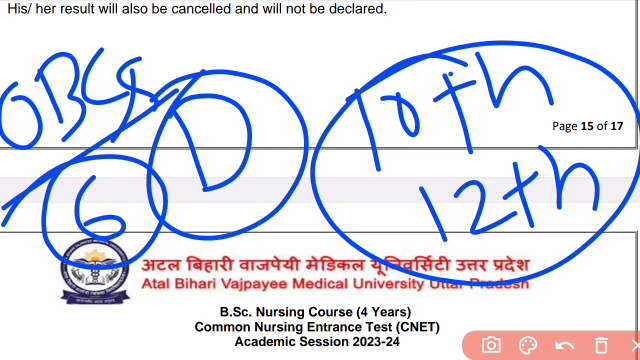 His/ her result will also be cancelled and will not be declared.
OBC
D
10th
Page 15 of 17
6
12th
अटल बिहारी वाजपेयी मेडिकल यूनिवर्सिटी उत्तर प्रदेश
Atal Bihari Vajpayee Medical University Uttar Pradesh
B.Sc. Nursing Course (4 Years)
Common Nursing Entrance Test (CNET)
Academic Session 2023-24